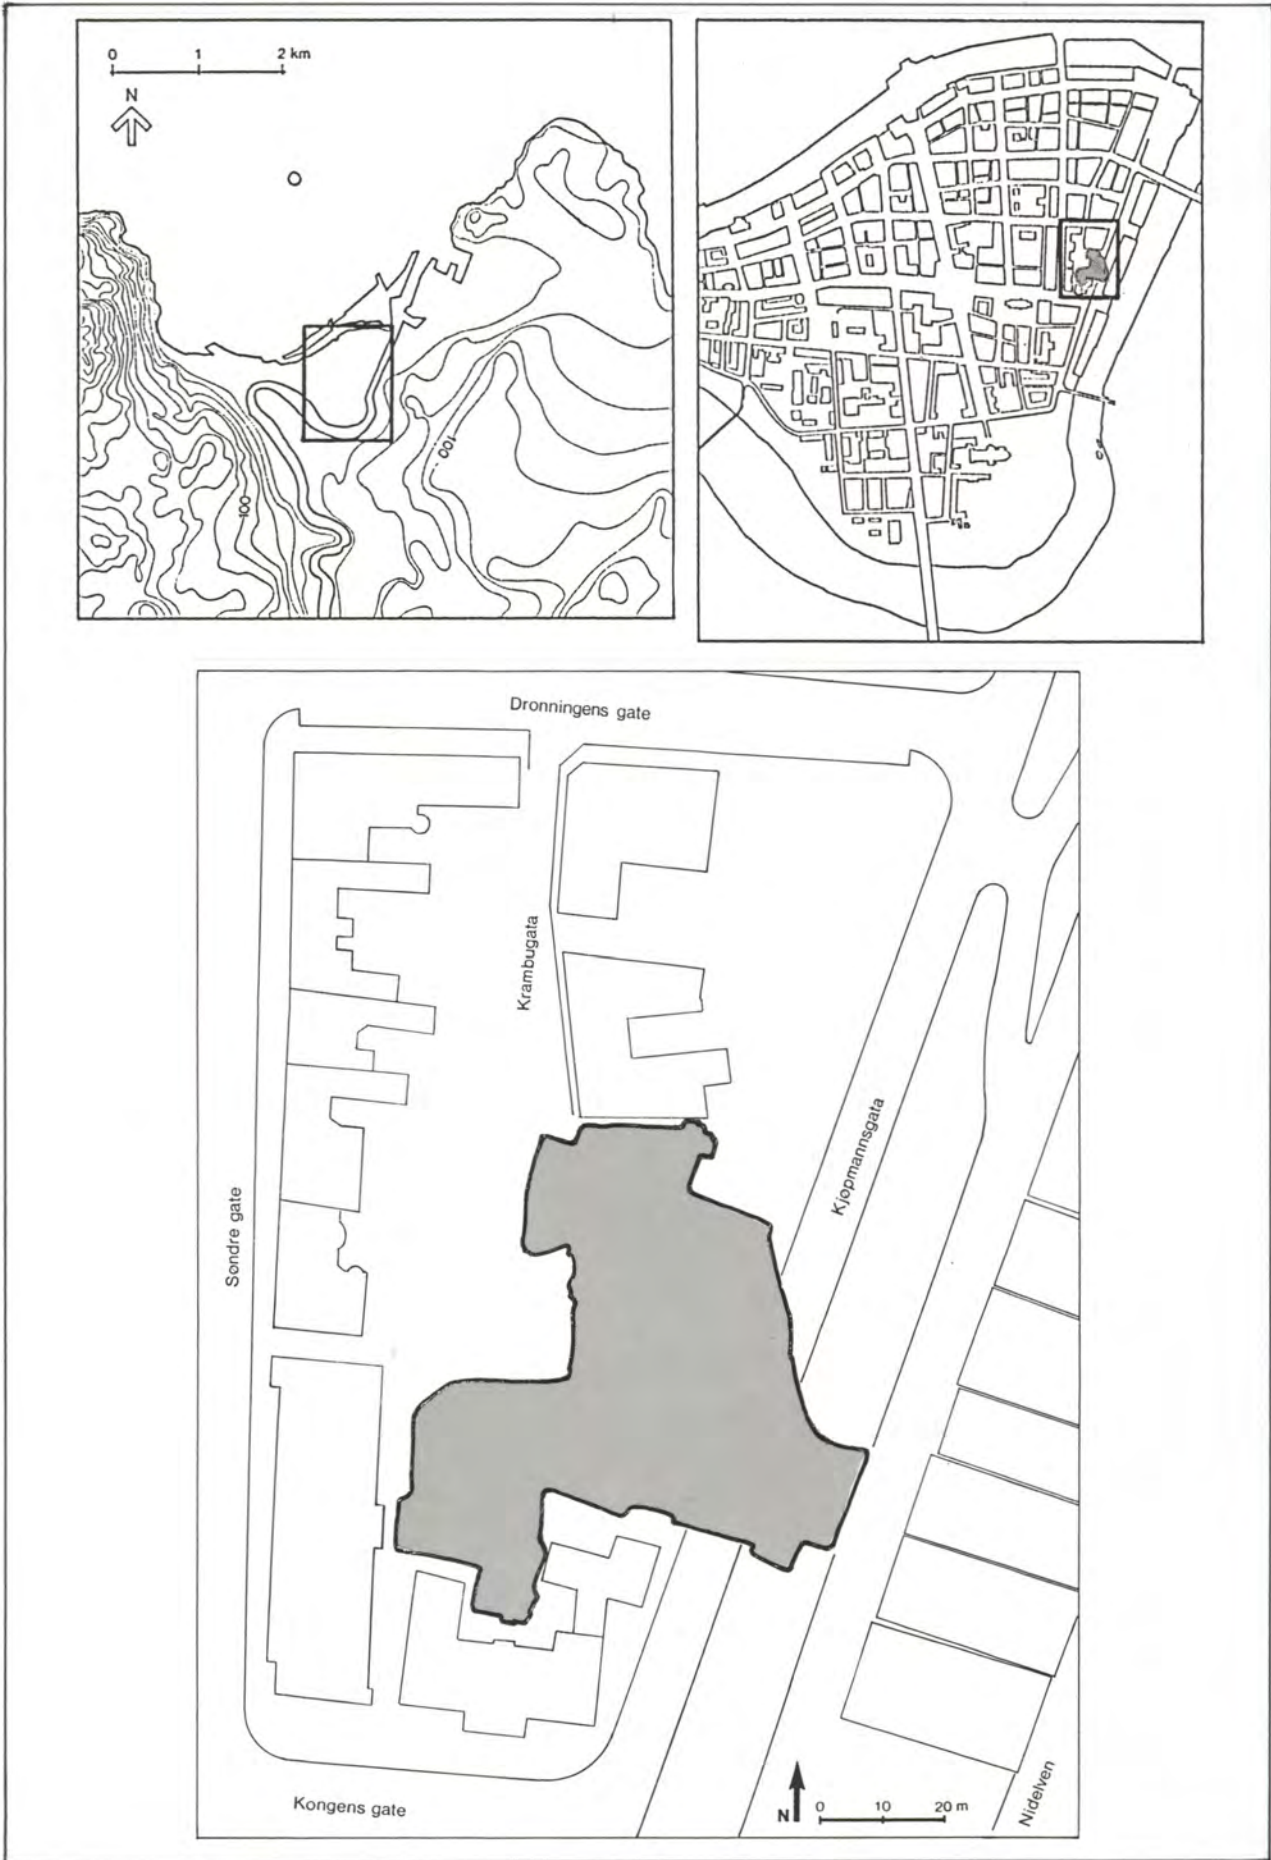 0 1 2 km
N
100
100
Dronningens gate
Krambugata
Kjøpmannsgata
Søndre gate
Kongens gate
N
0 10 20 m
Nidelven